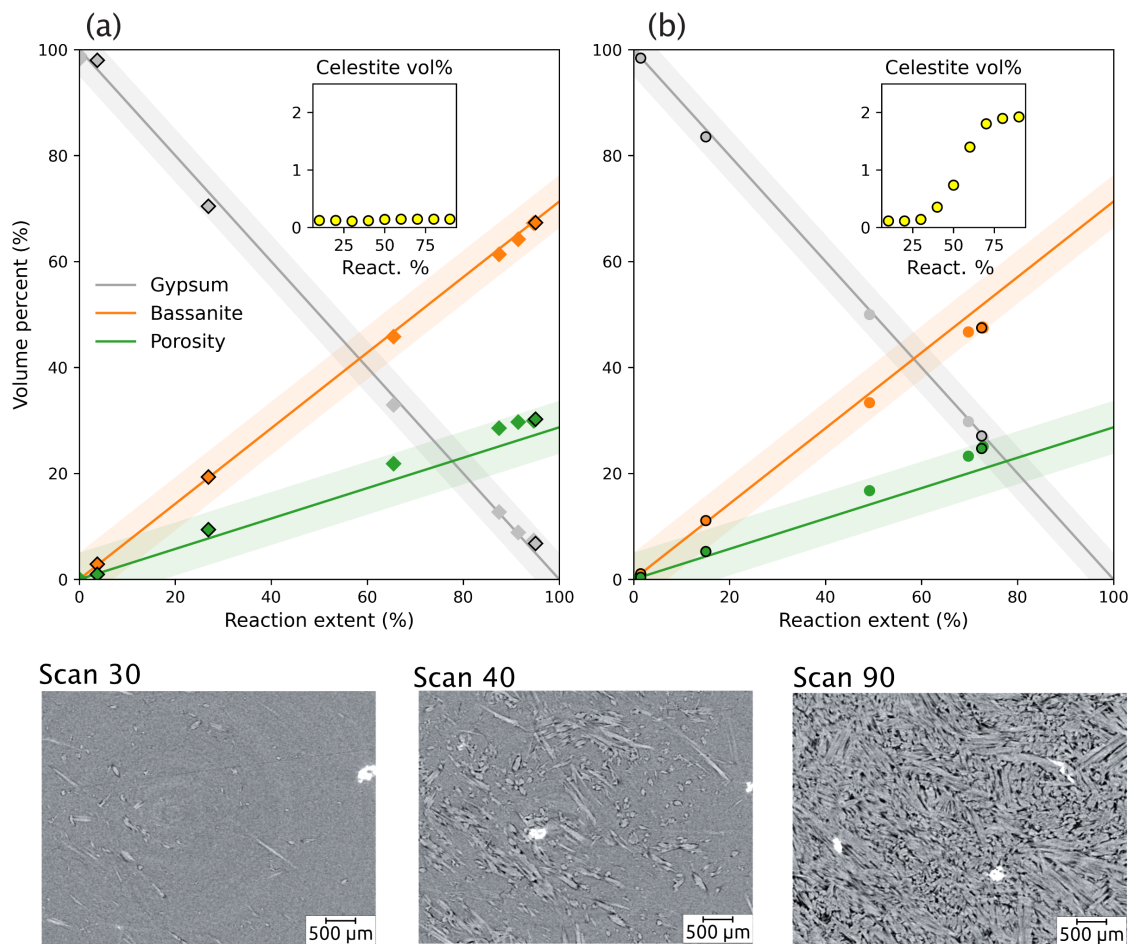 (a)
(b)
Celestite vol%
2
1
0
25 50 75
React. %
Celestite vol%
2
1
0
25 50 75
React. %
Gypsum
Bassanite
Porosity
Volume percent (%)
100
80
60
40
20
0
0 20 40 60 80 100
Reaction extent (%)
100
80
60
40
20
0
0 20 40 60 80 100
Reaction extent (%)
Scan 30
Scan 40
Scan 90
500 µm
500 µm
500 µm